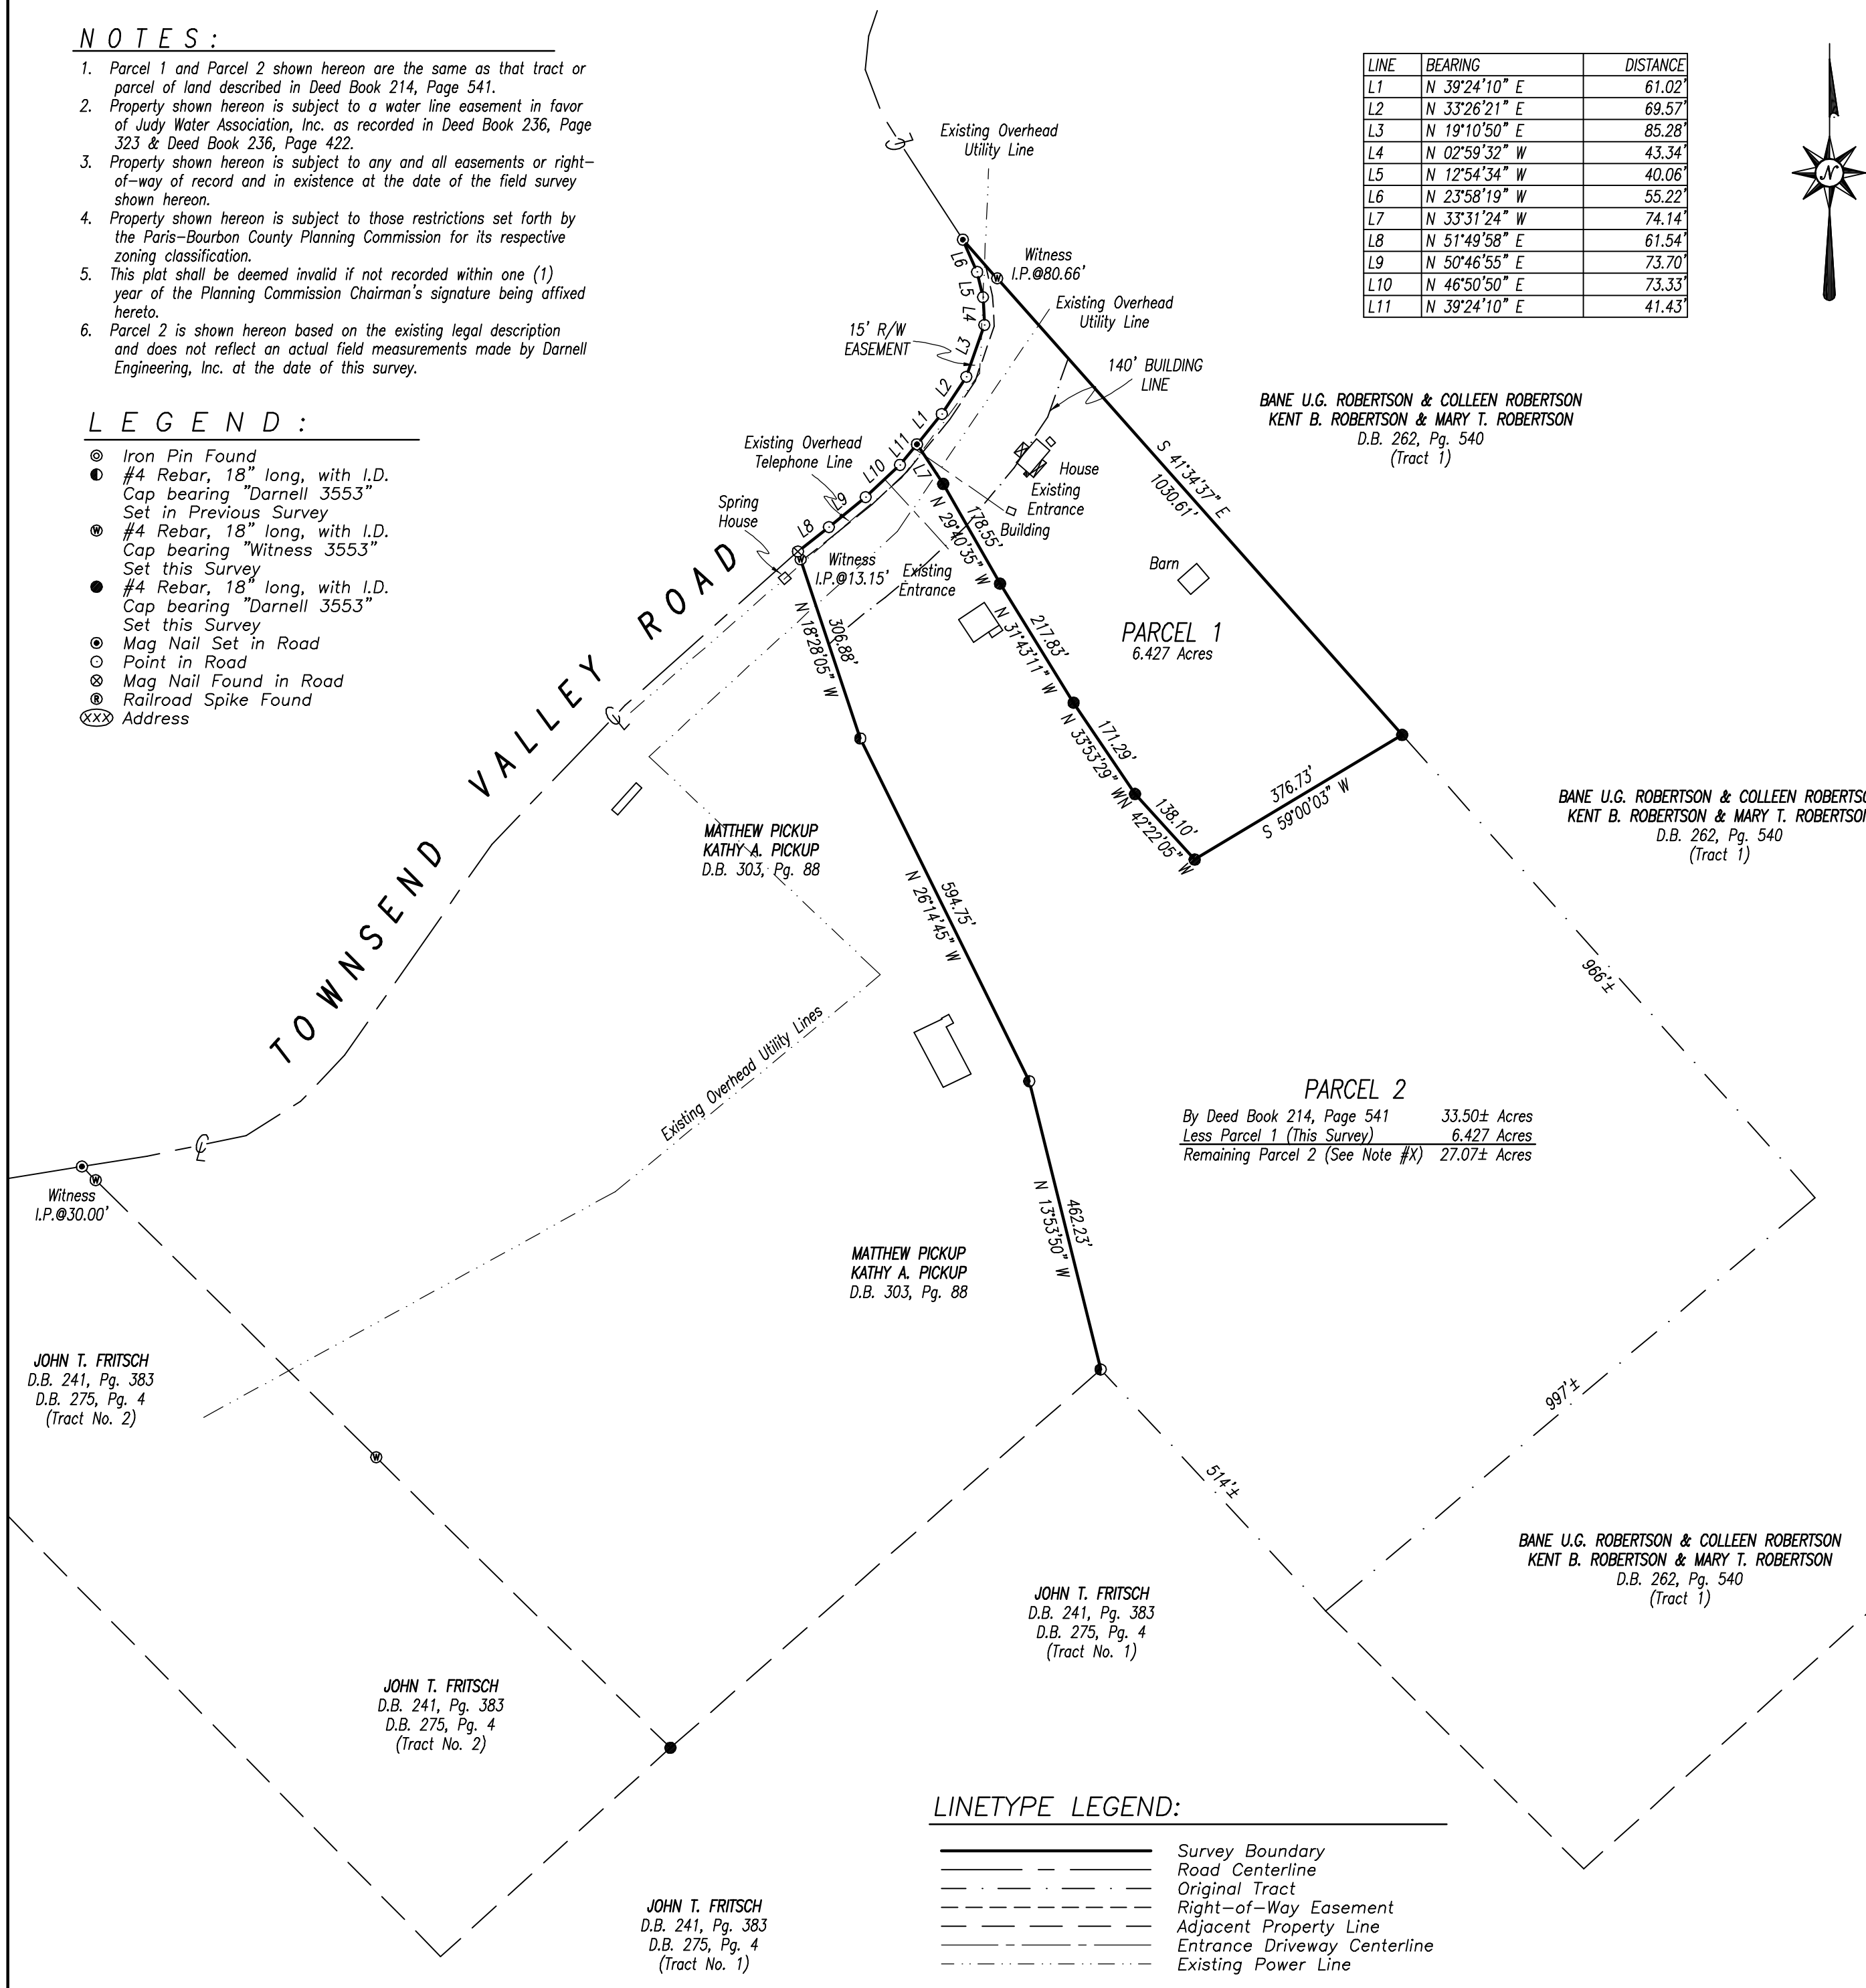 NOTES:
1. Parcel 1 and Parcel 2 shown hereon are the same as that tract or
parcel of land described in Deed Book 214, Page 541.
2. Property shown hereon is subject to a water line easement in favor
of Judy Water Association, Inc. as recorded in Deed Book 236, Page
323 & Deed Book 236, Page 422.
3. Property shown hereon is subject to any and all easements or right-
of-way of record and in existence at the date of the field survey
shown hereon.
4. Property shown hereon is subject to those restrictions set forth by
the Paris-Bourbon County Planning Commission for its respective
zoning classification.
5. This plat shall be deemed invalid if not recorded within one (1)
year of the Planning Commission Chairman's signature being affixed
hereto.
6. Parcel 2 is shown hereon based on the existing legal description
and does not reflect an actual field measurements made by Darnell
Engineering, Inc. at the date of this survey.
LEGEND:
Iron Pin Found
#4 Rebar, 18" long, with I.D.
Cap bearing "Darnell 3553"
Set in Previous Survey
W #4 Rebar, 18" long, with I.D.
Cap bearing "Witness 3553"
Set this Survey
#4 Rebar, 18" long, with I.D.
Cap bearing "Darnell 3553"
Set this Survey
Mag Nail Set in Road
Point in Road
Mag Nail Found in Road
R Railroad Spike Found
XXX Address
LINE BEARING DISTANCE
L1 N 39°24'10" E 61.02'
L2 N 33°26'21" E 69.57'
L3 N 19°10'50" E 85.28'
L4 N 02°59'32" W 43.34'
L5 N 12°54'34" W 40.06'
L6 N 23°58'19" W 55.22'
L7 N 33°31'24" W 74.14'
L8 N 51°49'58" E 61.54'
L9 N 50°46'55" E 73.70'
L10 N 46°50'50" E 73.33'
L11 N 39°24'10" E 41.43'
N
CL
Existing Overhead
Utility Line
Witness
I.P.@80.66'
L6
L5
L4
L3
L2
L1
L11
L10
L9
L8
L7
Existing Overhead
Utility Line
15' R/W
EASEMENT
140' BUILDING
LINE
BANE U.G. ROBERTSON & COLLEEN ROBERTSON
KENT B. ROBERTSON & MARY T. ROBERTSON
D.B. 262, Pg. 540
(Tract 1)
S 41°34'37" E
1030.61'
Existing Overhead
Telephone Line
House
Existing
Entrance
Building
Spring
House
Witness
I.P.@13.15'
Existing
Entrance
Barn
178.55'
N 29°40'35" W
217.83'
N 31°43'11" W
171.29'
N 33°53'29" W
138.10'
N 42°22'05" W
376.73'
S 59°00'03" W
PARCEL 1
6.427 Acres
306.88'
N 18°28'05" W
TOWNSEND VALLEY ROAD
CL
MATTHEW PICKUP
KATHY A. PICKUP
D.B. 303, Pg. 88
594.75'
N 26°14'45" W
BANE U.G. ROBERTSON & COLLEEN ROBERTSO
KENT B. ROBERTSON & MARY T. ROBERTSON
D.B. 262, Pg. 540
(Tract 1)
966'±
Existing Overhead Utility Lines
PARCEL 2
By Deed Book 214, Page 541 33.50± Acres
Less Parcel 1 (This Survey) 6.427 Acres
Remaining Parcel 2 (See Note #X) 27.07± Acres
CL
Witness
I.P.@30.00'
W
462.23'
N 13°53'50" W
MATTHEW PICKUP
KATHY A. PICKUP
D.B. 303, Pg. 88
997'±
514'±
JOHN T. FRITSCH
D.B. 241, Pg. 383
D.B. 275, Pg. 4
(Tract No. 2)
W
BANE U.G. ROBERTSON & COLLEEN ROBERTSON
KENT B. ROBERTSON & MARY T. ROBERTSON
D.B. 262, Pg. 540
(Tract 1)
JOHN T. FRITSCH
D.B. 241, Pg. 383
D.B. 275, Pg. 4
(Tract No. 1)
JOHN T. FRITSCH
D.B. 241, Pg. 383
D.B. 275, Pg. 4
(Tract No. 2)
JOHN T. FRITSCH
D.B. 241, Pg. 383
D.B. 275, Pg. 4
(Tract No. 1)
LINETYPE LEGEND:
Survey Boundary
Road Centerline
Original Tract
Right-of-Way Easement
Adjacent Property Line
Entrance Driveway Centerline
Existing Power Line